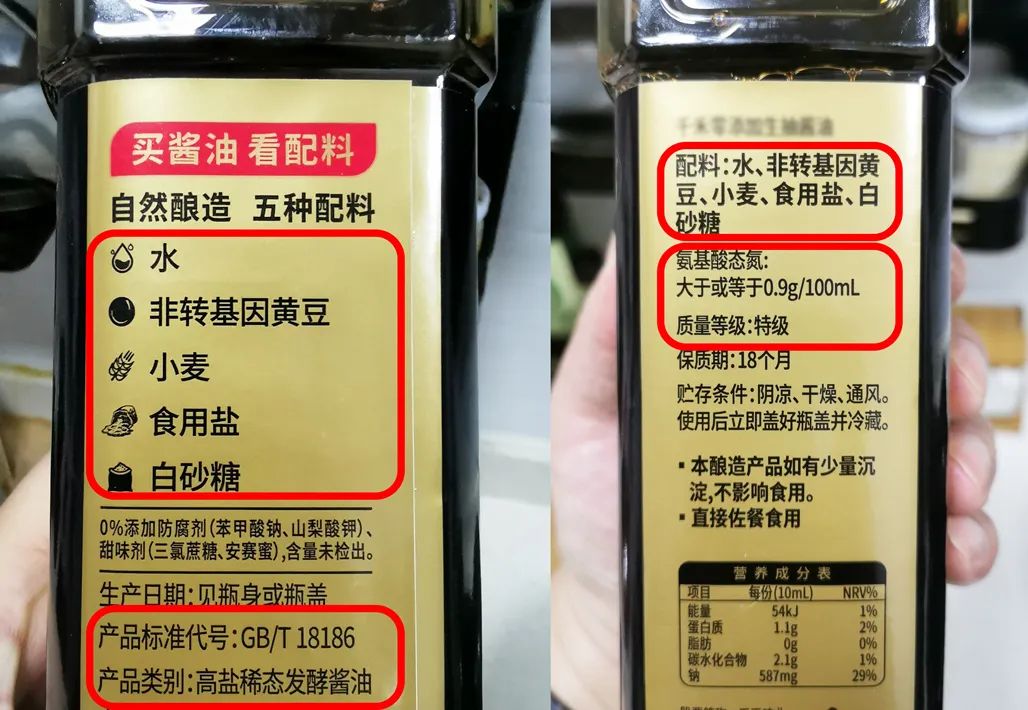 买酱油 看配料
自然酿造 五种配料
水
非转基因黄豆
小麦
食用盐
白砂糖
0%添加防腐剂(苯甲酸钠、山梨酸钾)、
甜味剂(三氯蔗糖、安赛蜜),含量未检出。
生产日期:见瓶身或瓶盖
产品标准代号:GB/T 18186
产品类别:高盐稀态发酵酱油
千禾零添加生抽酱油
配料:水、非转基因黄
豆、小麦、食用盐、白
砂糖
氨基酸态氮:
大于或等于0.9g/100mL
质量等级:特级
保质期:18个月
贮存条件:阴凉、干燥、通风。
使用后立即盖好瓶盖并冷藏。
▪本酿造产品如有少量沉
淀,不影响食用。
▪直接佐餐食用
营养成分表
项目 每份(10mL) NRV%
能量 54kJ 1%
蛋白质 1.1g 2%
脂肪 0g 0%
碳水化合物 2.1g 1%
钠 587mg 29%